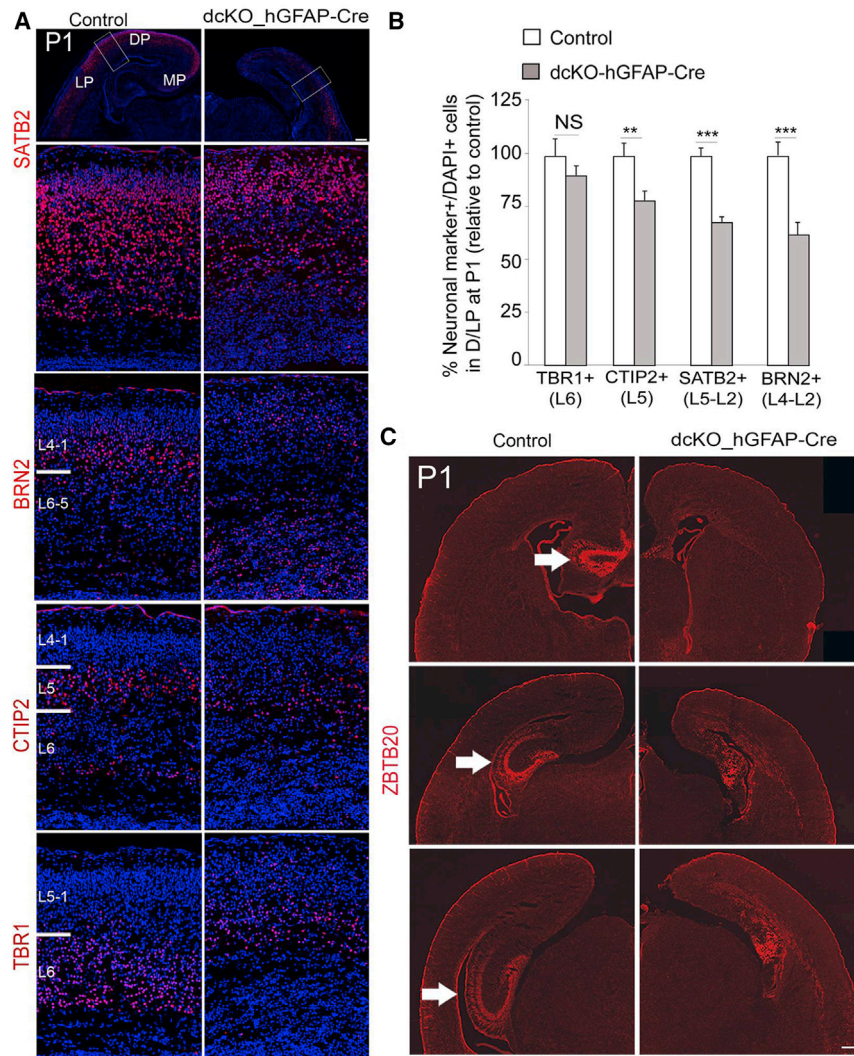 A
Control
dcKO_hGFAP-Cre
P1
DP
LP
MP
SATB2
L4-1
L6-5
BRN2
L4-1
L5
L6
CTIP2
L5-1
L6
TBR1
B
Control
dcKO-hGFAP-Cre
% Neuronal marker+/DAPI+ cells
in D/LP at P1 (relative to control)
125
100
75
50
25
0
NS
**
***
***
TBR1+ CTIP2+ SATB2+ BRN2+
(L6) (L5) (L5-L2) (L4-L2)
C
Control
dcKO_hGFAP-Cre
P1
ZBTB20